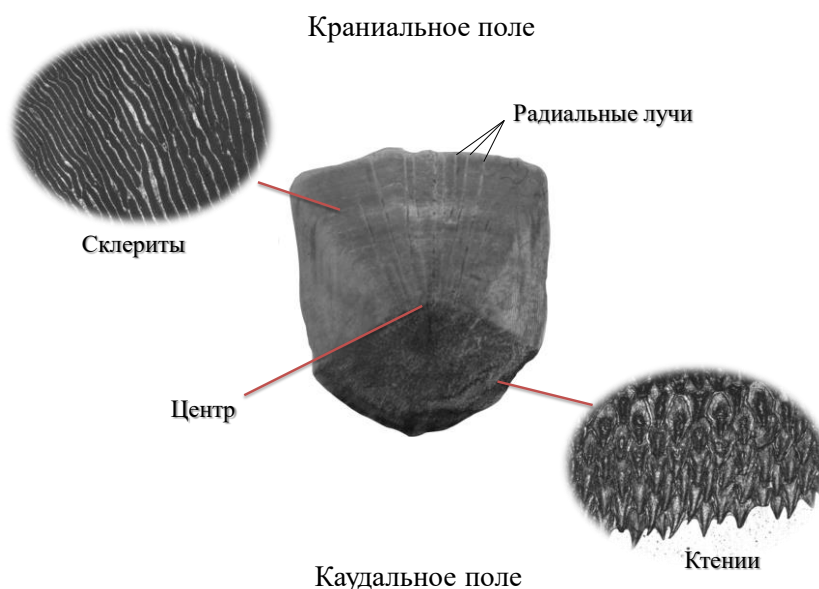 Краниальное поле
Радиальные лучи
Склериты
Центр
Ктении
Каудальное поле